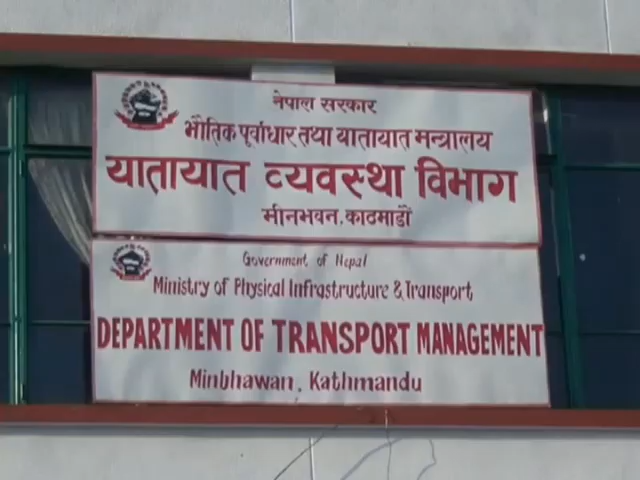 नेपाल सरकार
भौतिक पूर्वाधार तथा यातायात मन्त्रालय
यातायात व्यवस्था विभाग
मीनभवन, काठमाडौं
Government of Nepal
Ministry of Physical Infrastructure & Transport
DEPARTMENT OF TRANSPORT MANAGEMENT
Minbhawan, Kathmandu